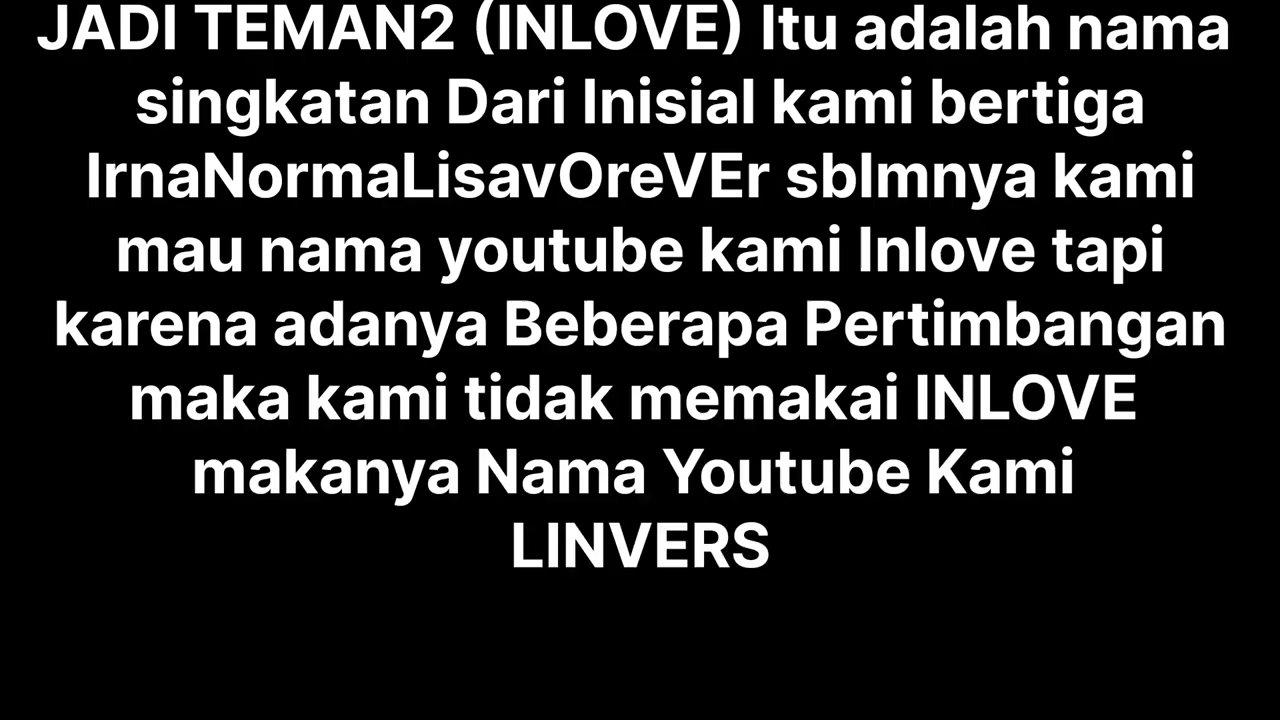 JADI TEMAN2 (INLOVE) Itu adalah nama
singkatan Dari Inisial kami bertiga
IrnaNormaLisavOreVEr sblmnya kami
mau nama youtube kami Inlove tapi
karena adanya Beberapa Pertimbangan
maka kami tidak memakai INLOVE
makanya Nama Youtube Kami
LINVERS